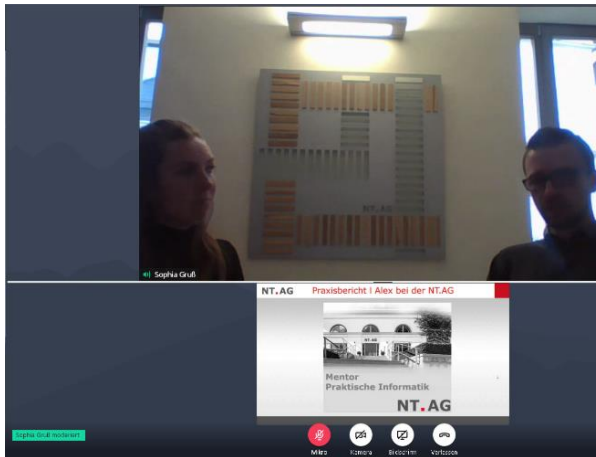 NT.AG
Sophia Gruß
NT.AG Praxisbericht | Alex bei der NT.AG
NT.AG
Mentor
Praktische Informatik
NT.AG
Sophia Gruß moderiert
Mikro Kamera Bildschirm Verlassen